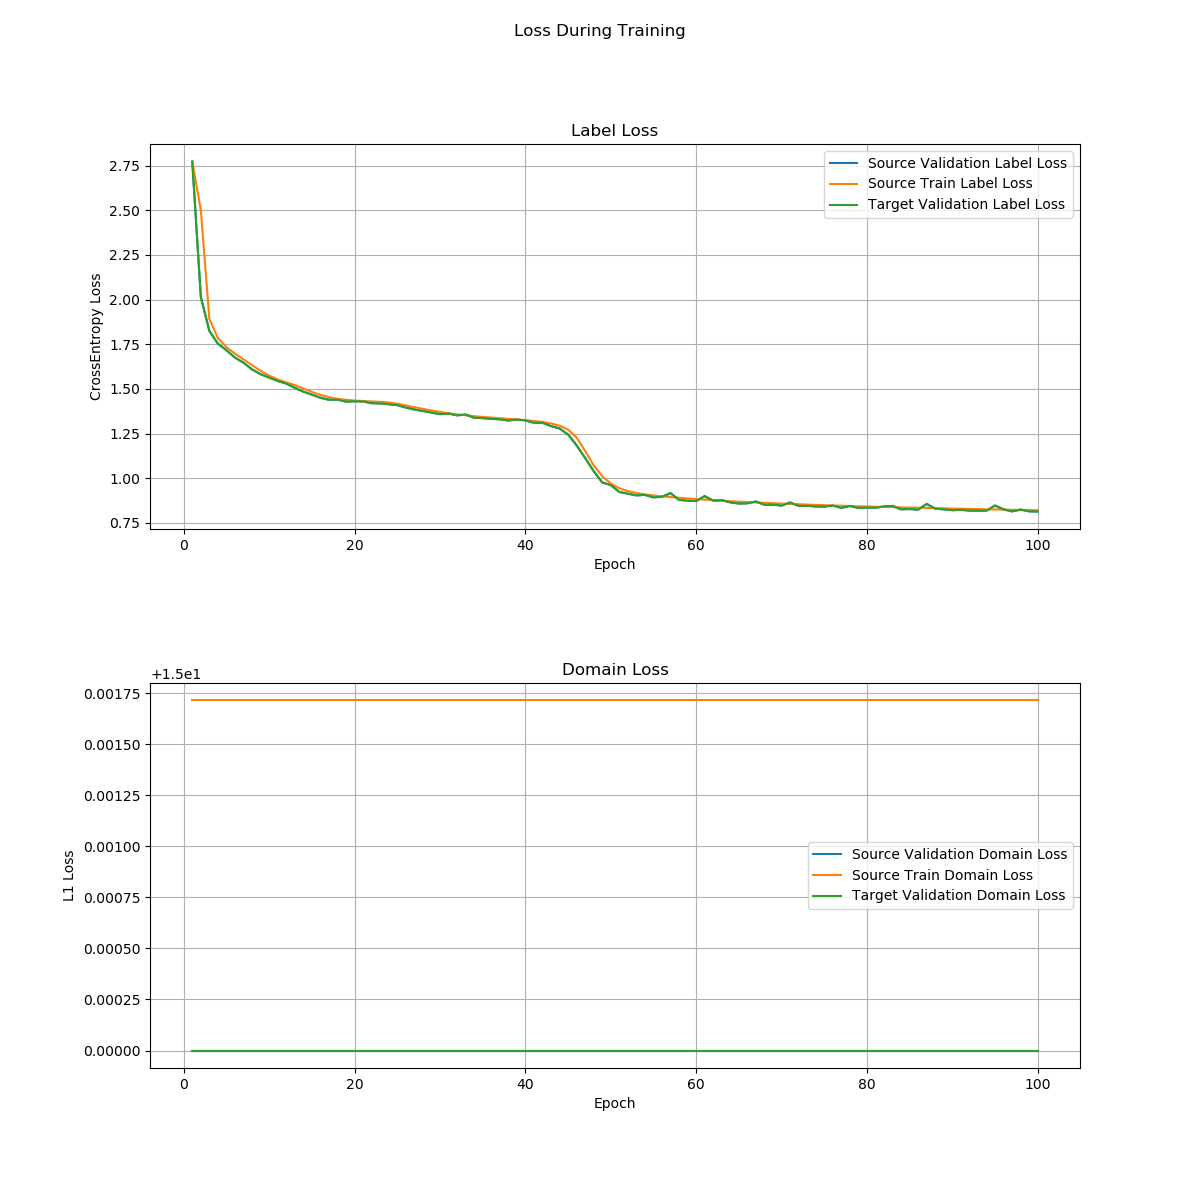 Loss During Training
Label Loss
2.75
2.50
2.25
2.00
1.75
1.50
1.25
1.00
0.75
CrossEntropy Loss
Source Validation Label Loss
Source Train Label Loss
Target Validation Label Loss
0 20 40 60 80 100
Epoch
Domain Loss
+1.5e1
0.00175
0.00150
0.00125
0.00100
0.00075
0.00050
0.00025
0.00000
L1 Loss
Source Validation Domain Loss
Source Train Domain Loss
Target Validation Domain Loss
0 20 40 60 80 100
Epoch